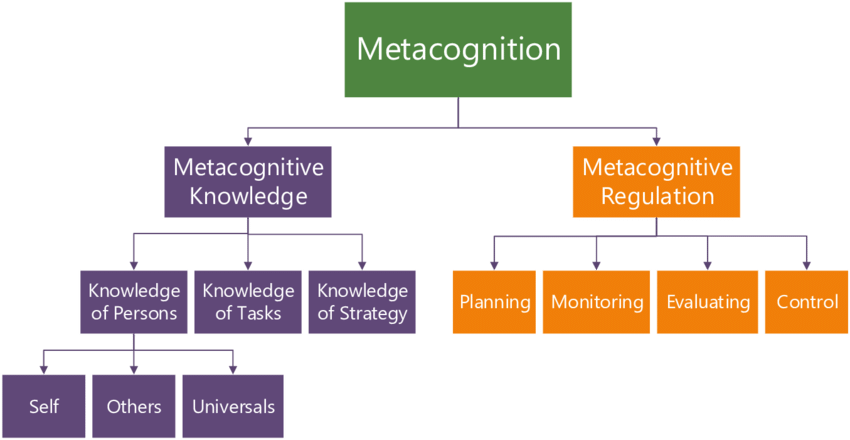 Metacognition
Metacognitive
Knowledge
Metacognitive
Regulation
Knowledge
of Persons
Knowledge
of Tasks
Knowledge
of Strategy
Planning
Monitoring
Evaluating
Control
Self
Others
Universals